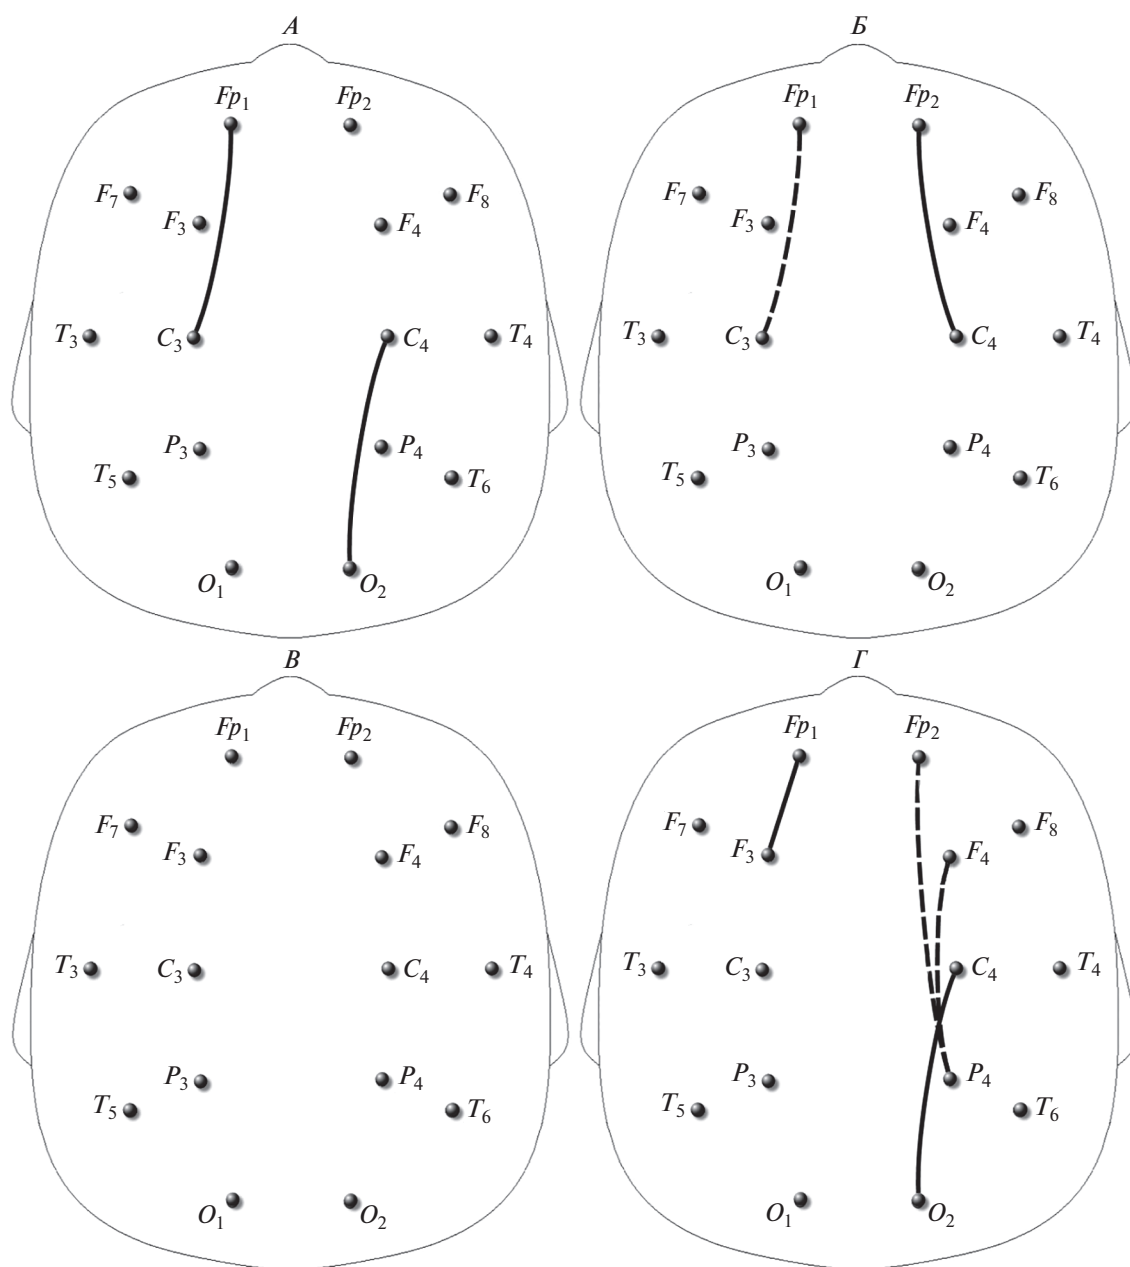 А Б
Fp₁ Fp₂ Fp₁ Fp₂
F₇ F₈ F₇ F₈
F₃ F₄ F₃ F₄
T₃ C₃ C₄ T₄ T₃ C₃ C₄ T₄
P₃ P₄ P₃ P₄
T₅ T₆ T₅ T₆
O₁ O₂ O₁ O₂
В Г
Fp₁ Fp₂ Fp₁ Fp₂
F₇ F₈ F₇ F₈
F₃ F₄ F₃ F₄
T₃ C₃ C₄ T₄ T₃ C₃ C₄ T₄
P₃ P₄ P₃ P₄
T₅ T₆ T₅ T₆
O₁ O₂ O₁ O₂